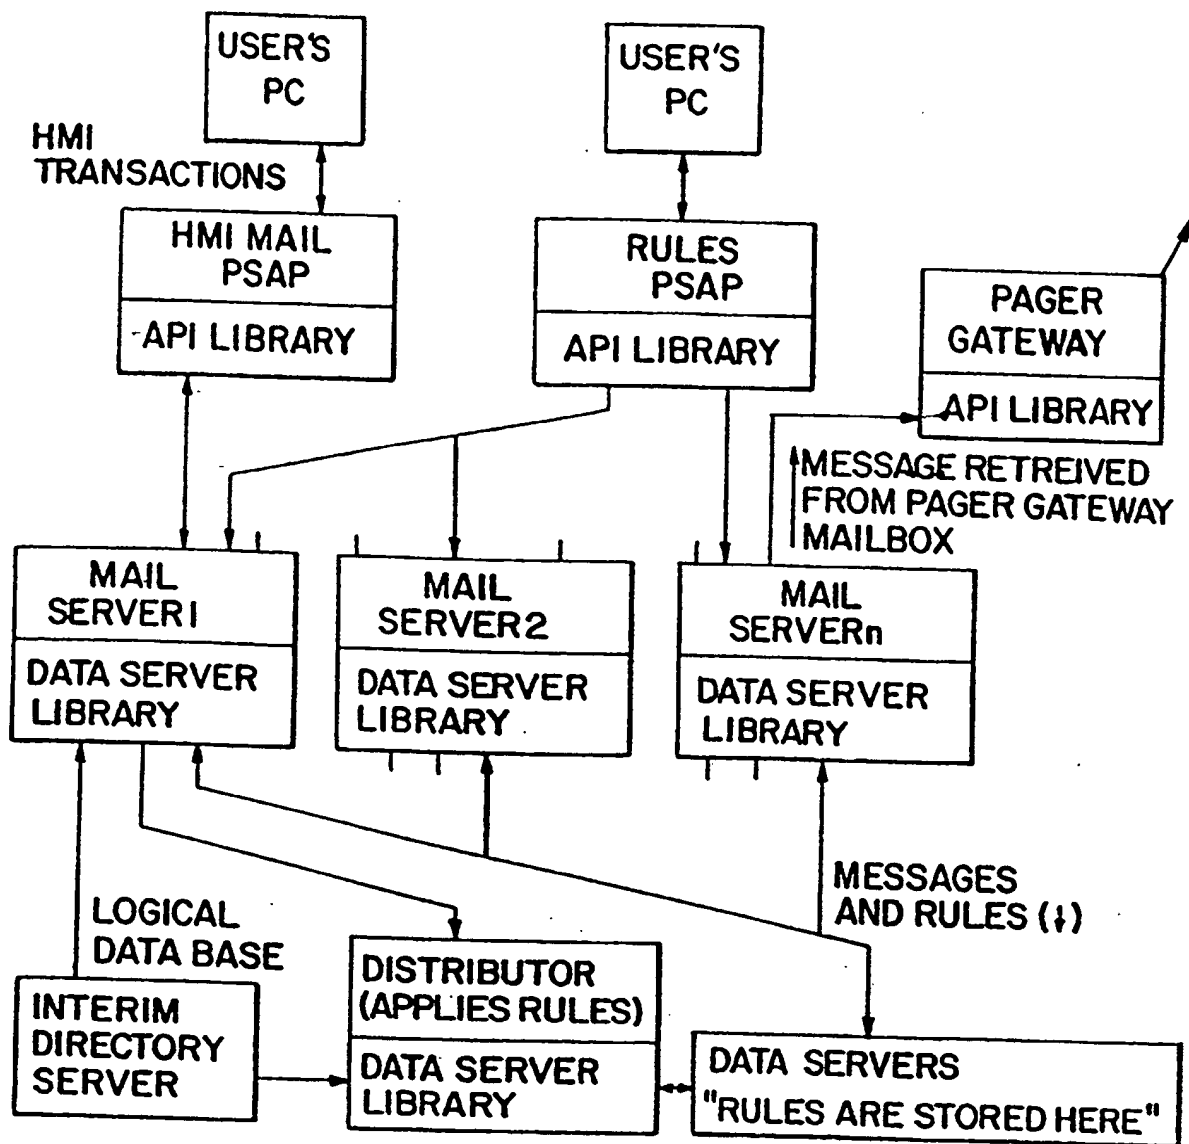 USER'S
PC
USER'S
PC
HMI
TRANSACTIONS
HMI MAIL
PSAP
API LIBRARY
RULES
PSAP
API LIBRARY
PAGER
GATEWAY
API LIBRARY
MESSAGE RETREIVED
FROM PAGER GATEWAY
MAILBOX
MAIL
SERVER1
DATA SERVER
LIBRARY
MAIL
SERVER2
DATA SERVER
LIBRARY
MAIL
SERVERn
DATA SERVER
LIBRARY
LOGICAL
DATA BASE
MESSAGES
AND RULES (↓)
INTERIM
DIRECTORY
SERVER
DISTRIBUTOR
(APPLIES RULES)
DATA SERVER
LIBRARY
DATA SERVERS
"RULES ARE STORED HERE"